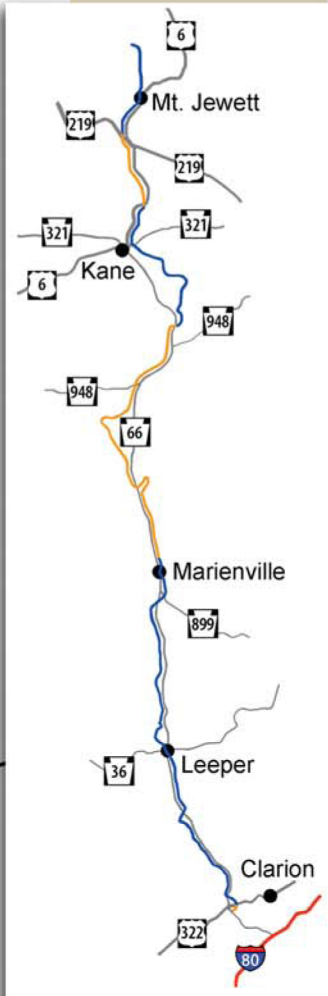 6
Mt. Jewett
219
219
321
321
Kane
6
948
948
66
Marienville
899
Leeper
36
Clarion
322
80